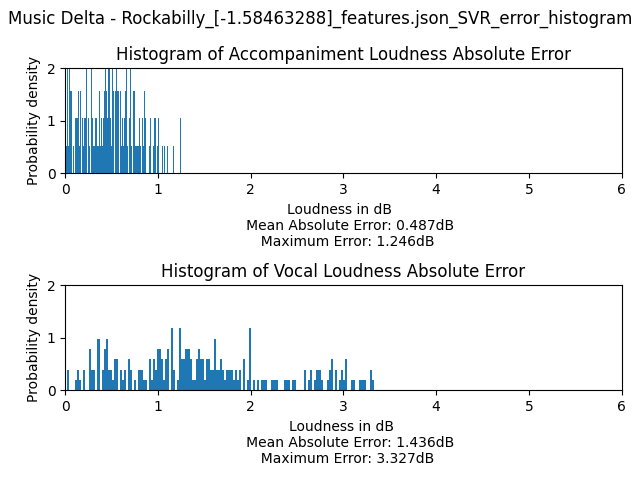 Music Delta - Rockabilly_[-1.58463288]_features.json_SVR_error_histogram
Histogram of Accompaniment Loudness Absolute Error
Probability density
2
1
0
0 1 2 3 4 5 6
Loudness in dB
Mean Absolute Error: 0.487dB
Maximum Error: 1.246dB
Histogram of Vocal Loudness Absolute Error
Probability density
2
1
0
0 1 2 3 4 5 6
Loudness in dB
Mean Absolute Error: 1.436dB
Maximum Error: 3.327dB